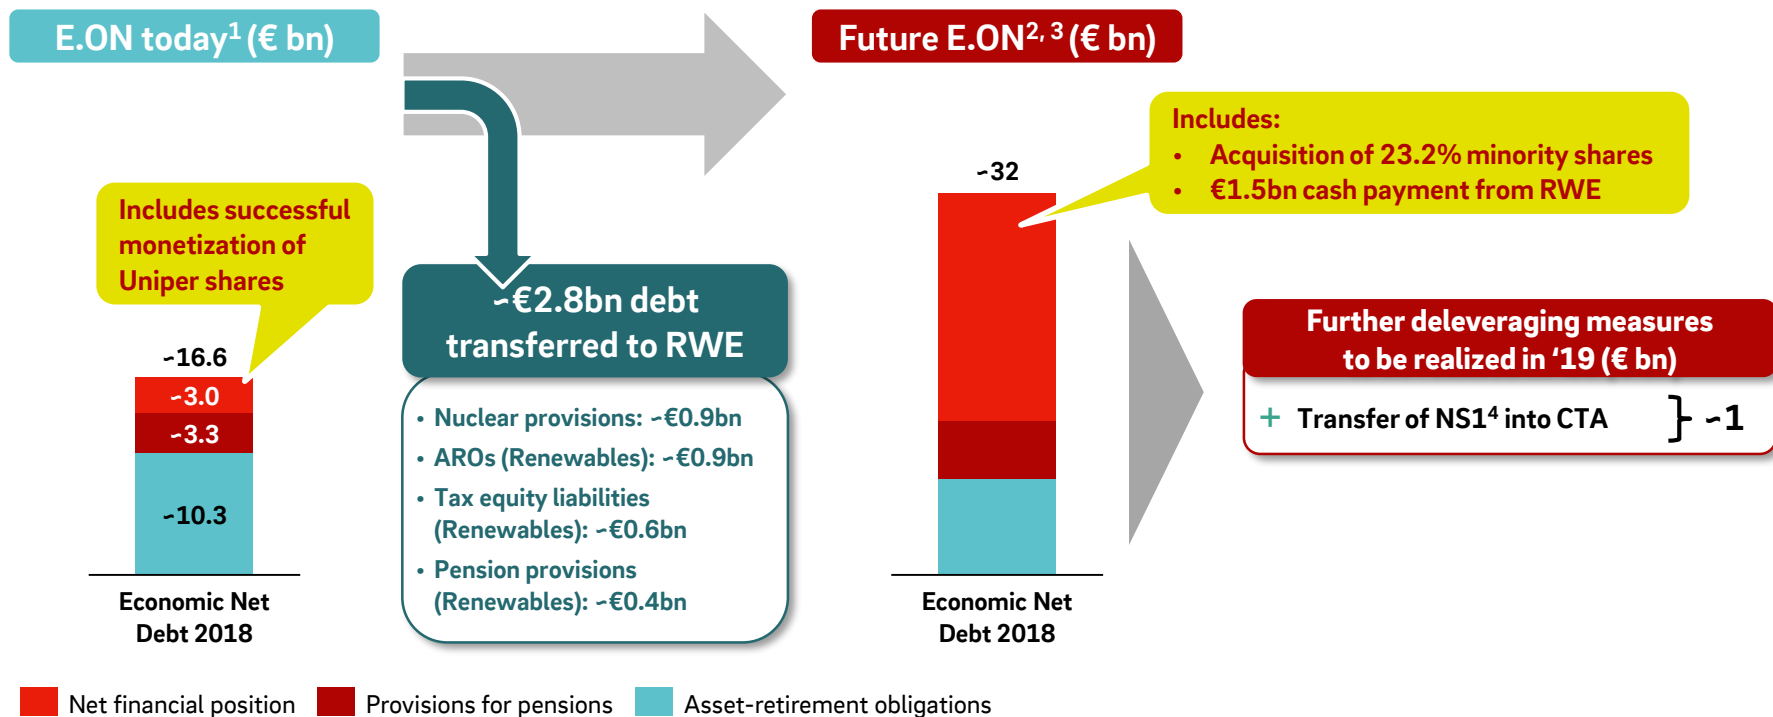 E.ON today1 (€ bn)
Future E.ON2, 3 (€ bn)
Includes successful
monetization of
Uniper shares
~16.6
~3.0
~3.3
~10.3
Economic Net
Debt 2018
~€2.8bn debt
transferred to RWE
• Nuclear provisions: ~€0.9bn
• AROs (Renewables): ~€0.9bn
• Tax equity liabilities
(Renewables): ~€0.6bn
• Pension provisions
(Renewables): ~€0.4bn
~32
Economic Net
Debt 2018
Includes:
• Acquisition of 23.2% minority shares
• €1.5bn cash payment from RWE
Further deleveraging measures
to be realized in ‘19 (€ bn)
+ Transfer of NS14 into CTA } ~1
Net financial position
Provisions for pensions
Asset-retirement obligations